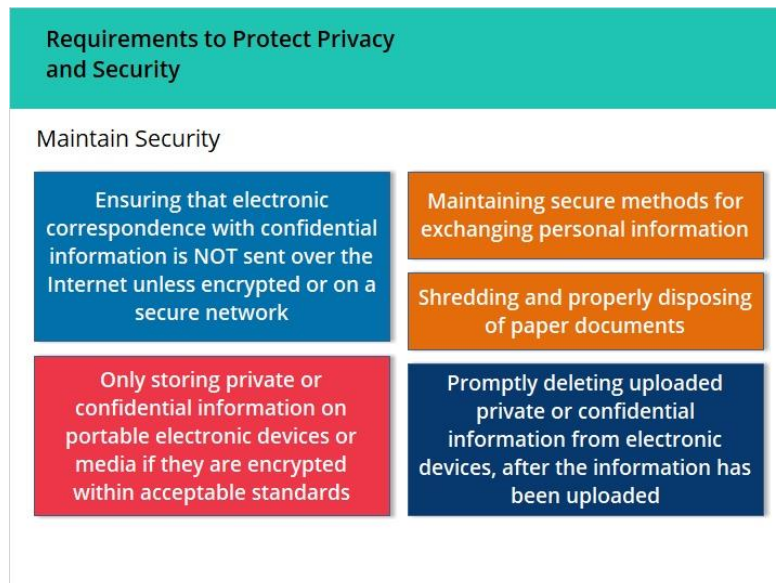 Requirements to Protect Privacy
and Security
Maintain Security
Ensuring that electronic
correspondence with confidential
information is NOT sent over the
Internet unless encrypted or on a
secure network
Maintaining secure methods for
exchanging personal information
Shredding and properly disposing
of paper documents
Only storing private or
confidential information on
portable electronic devices or
media if they are encrypted
within acceptable standards
Promptly deleting uploaded
private or confidential
information from electronic
devices, after the information has
been uploaded